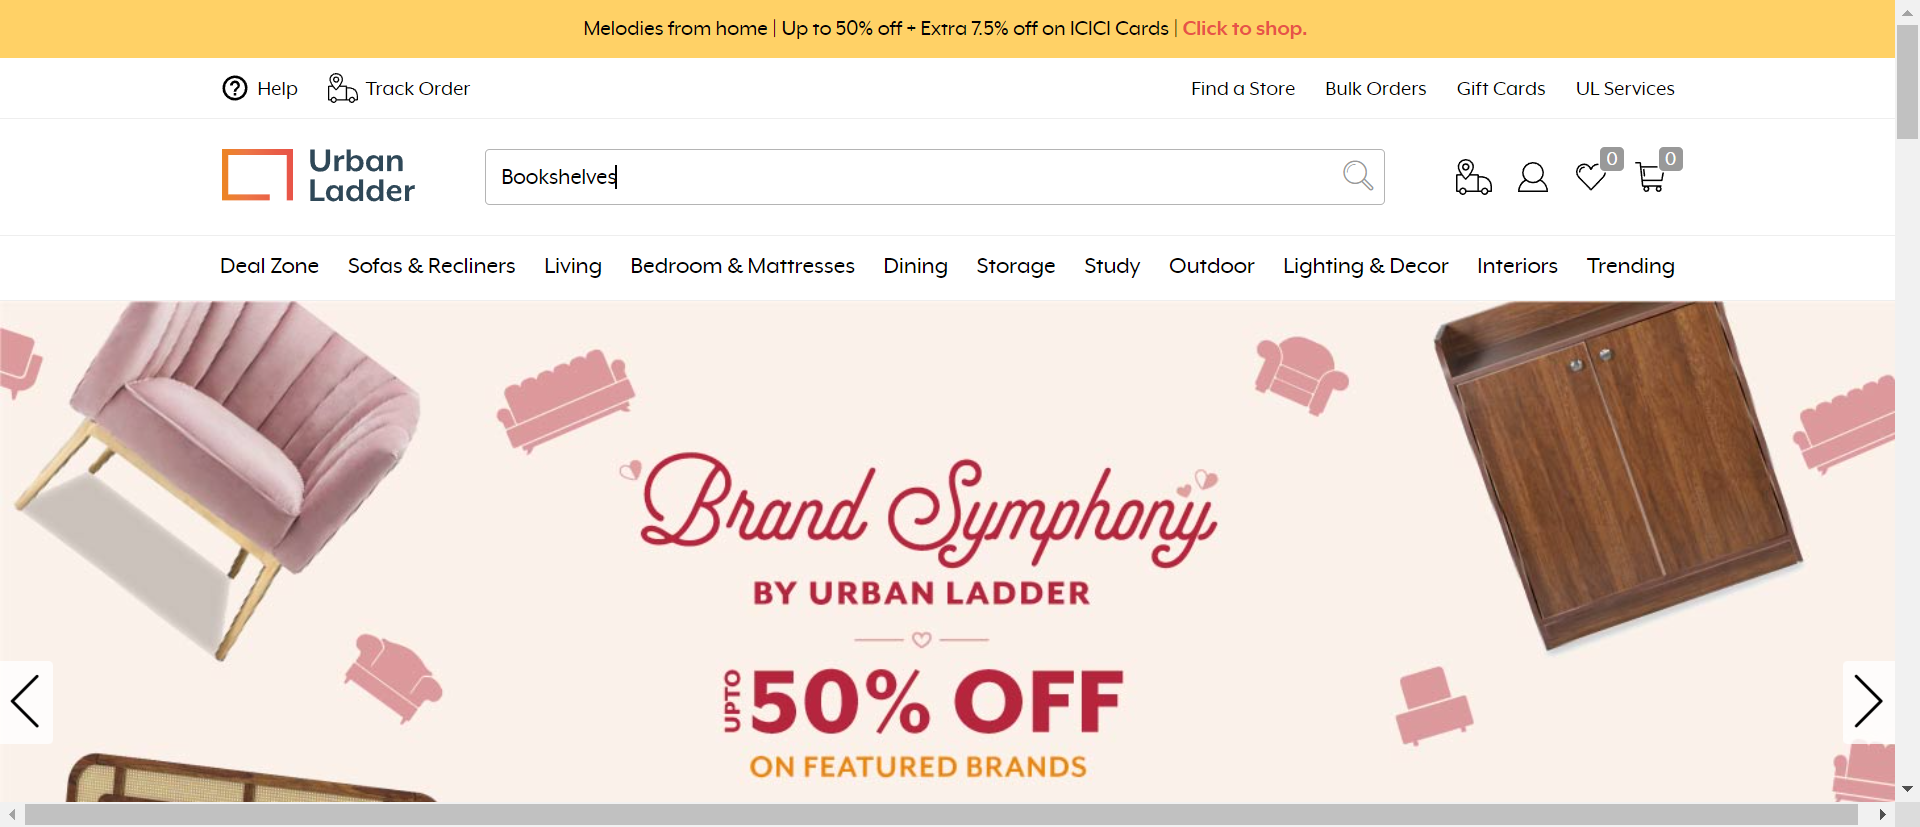 Melodies from home | Up to 50% off + Extra 7.5% off on ICICI Cards | Click to shop.
Help Track Order Find a Store Bulk Orders Gift Cards UL Services
Urban
Ladder
Bookshelves
0 0
Deal Zone Sofas & Recliners Living Bedroom & Mattresses Dining Storage Study Outdoor Lighting & Decor Interiors Trending
Brand Symphony
BY URBAN LADDER
UPTO 50% OFF
ON FEATURED BRANDS